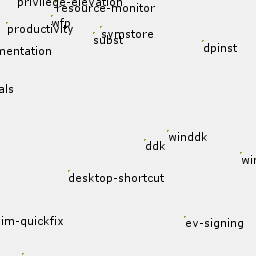 privilege-elevation
resource-monitor
wfp
productivity
symstore
subst
dpinst
mentation
als
winddk
ddk
win
desktop-shortcut
im-quickfix
ev-signing